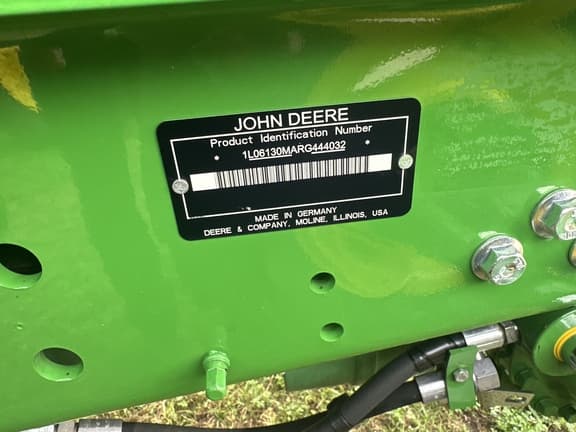 JOHN DEERE
Product Identification Number
1L06130MARG444032
MADE IN GERMANY
DEERE & COMPANY, MOLINE, ILLINOIS, USA